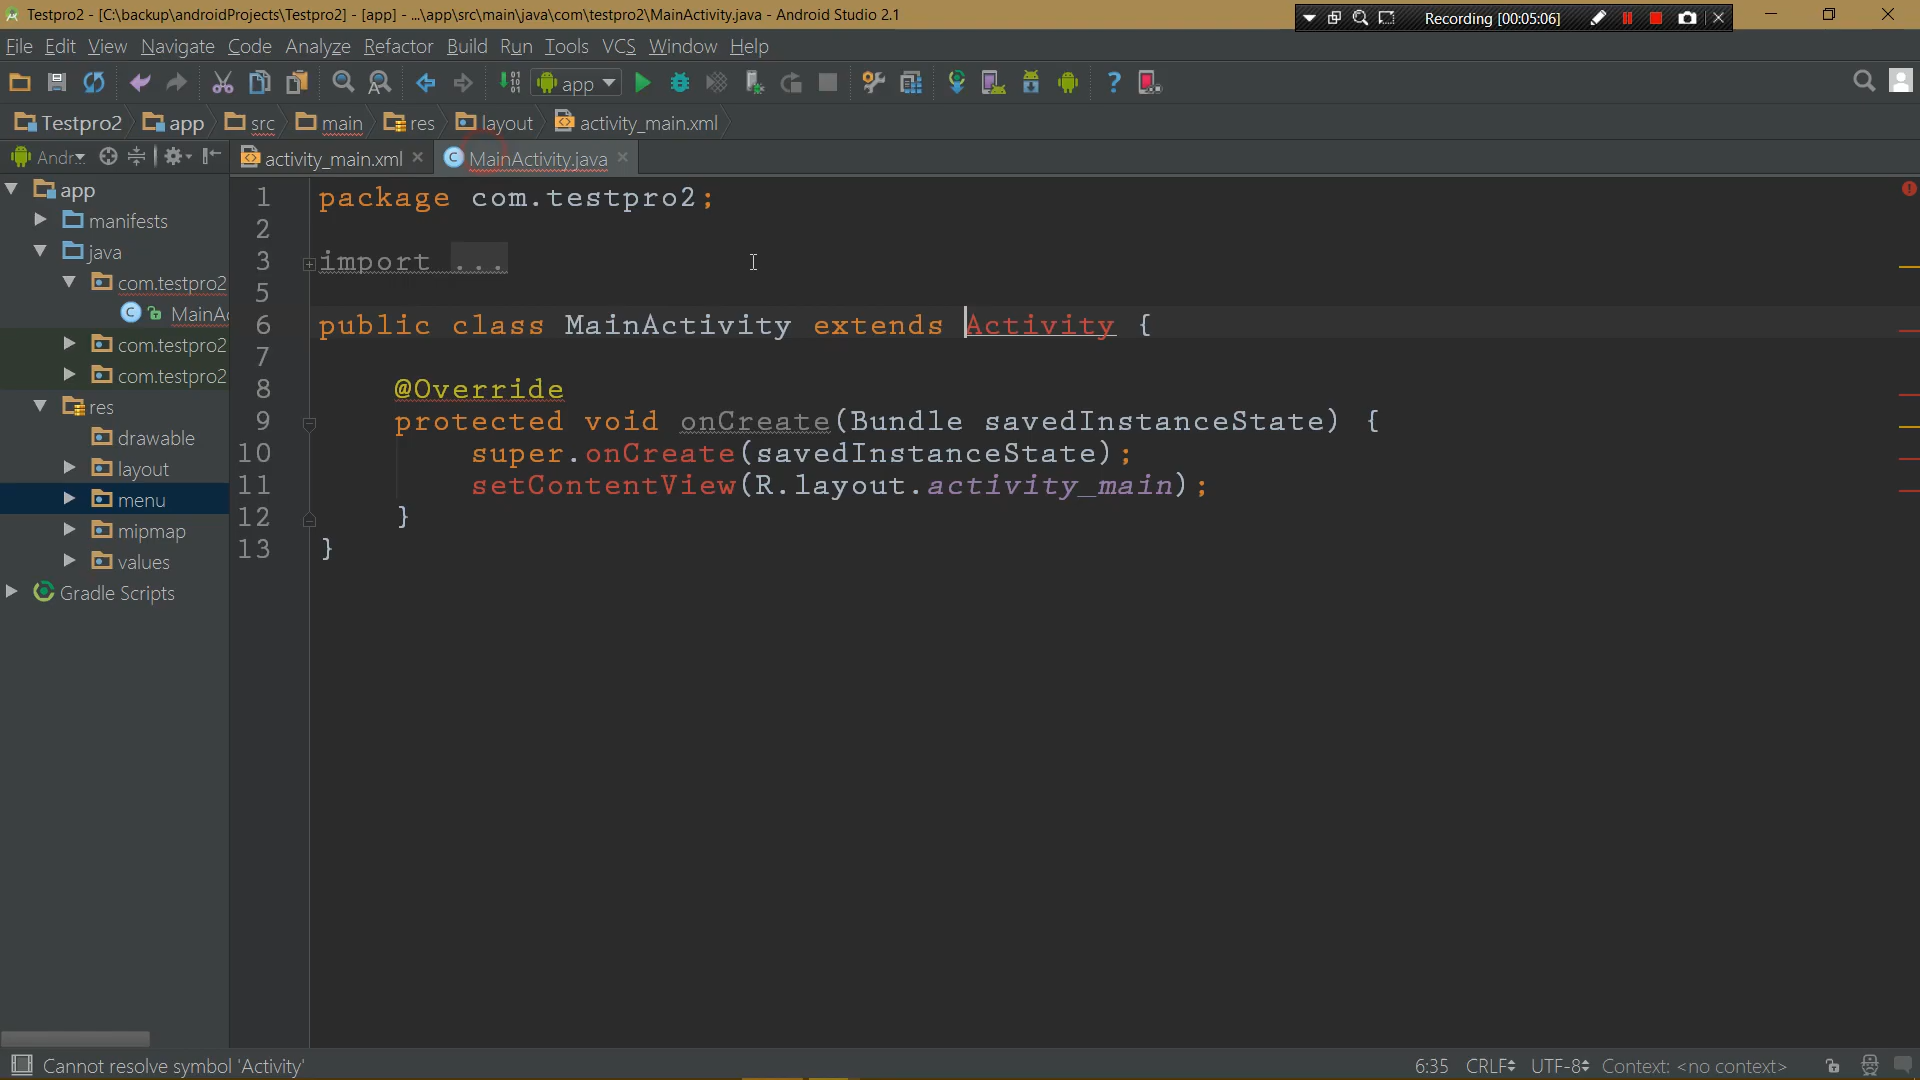 Testpro2 - [C:\backup\androidProjects\Testpro2] - [app] - ...\app\src\main\java\com\testpro2\MainActivity.java - Android Studio 2.1
Recording [00:05:06]
File Edit View Navigate Code Analyze Refactor Build Run Tools VCS Window Help
app
Testpro2 app src main res layout activity_main.xml
Andr activity_main.xml MainActivity.java
app
manifests
java
com.testpro2
MainAc
com.testpro2
com.testpro2
res
drawable
layout
menu
mipmap
values
Gradle Scripts
1 package com.testpro2;
2
3 import ...
5
6 public class MainActivity extends Activity {
7
8 @Override
9 protected void onCreate(Bundle savedInstanceState) {
10 super.onCreate(savedInstanceState);
11 setContentView(R.layout.activity_main);
12 }
13 }
Cannot resolve symbol 'Activity'
6:35 CRLF UTF-8 Context: <no context>